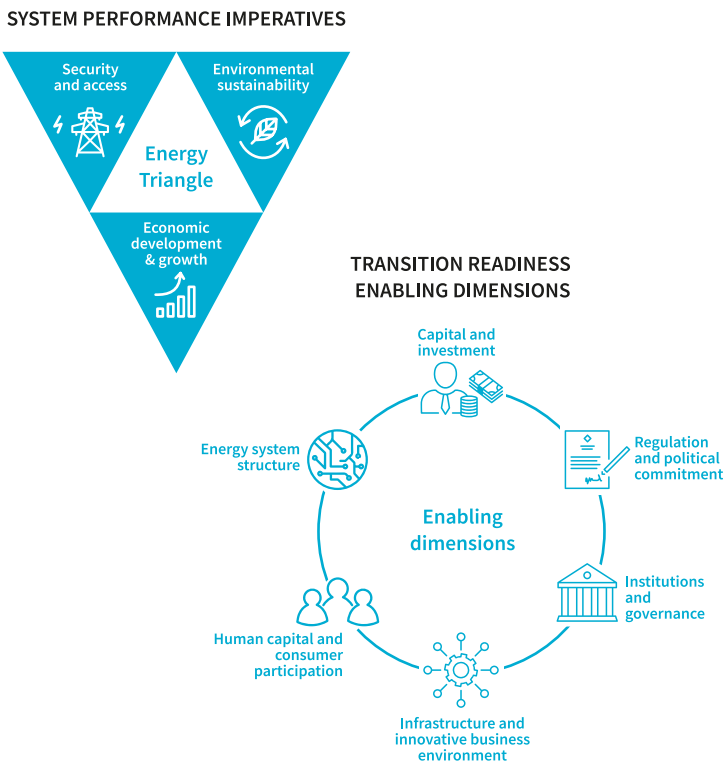 SYSTEM PERFORMANCE IMPERATIVES
Security
and access
Environmental
sustainability
Energy
Triangle
Economic
development
& growth
TRANSITION READINESS
ENABLING DIMENSIONS
Capital and
investment
Regulation
and political
commitment
Institutions
and
governance
Infrastructure and
innovative business
environment
Human capital and
consumer
participation
Energy system
structure
Enabling
dimensions